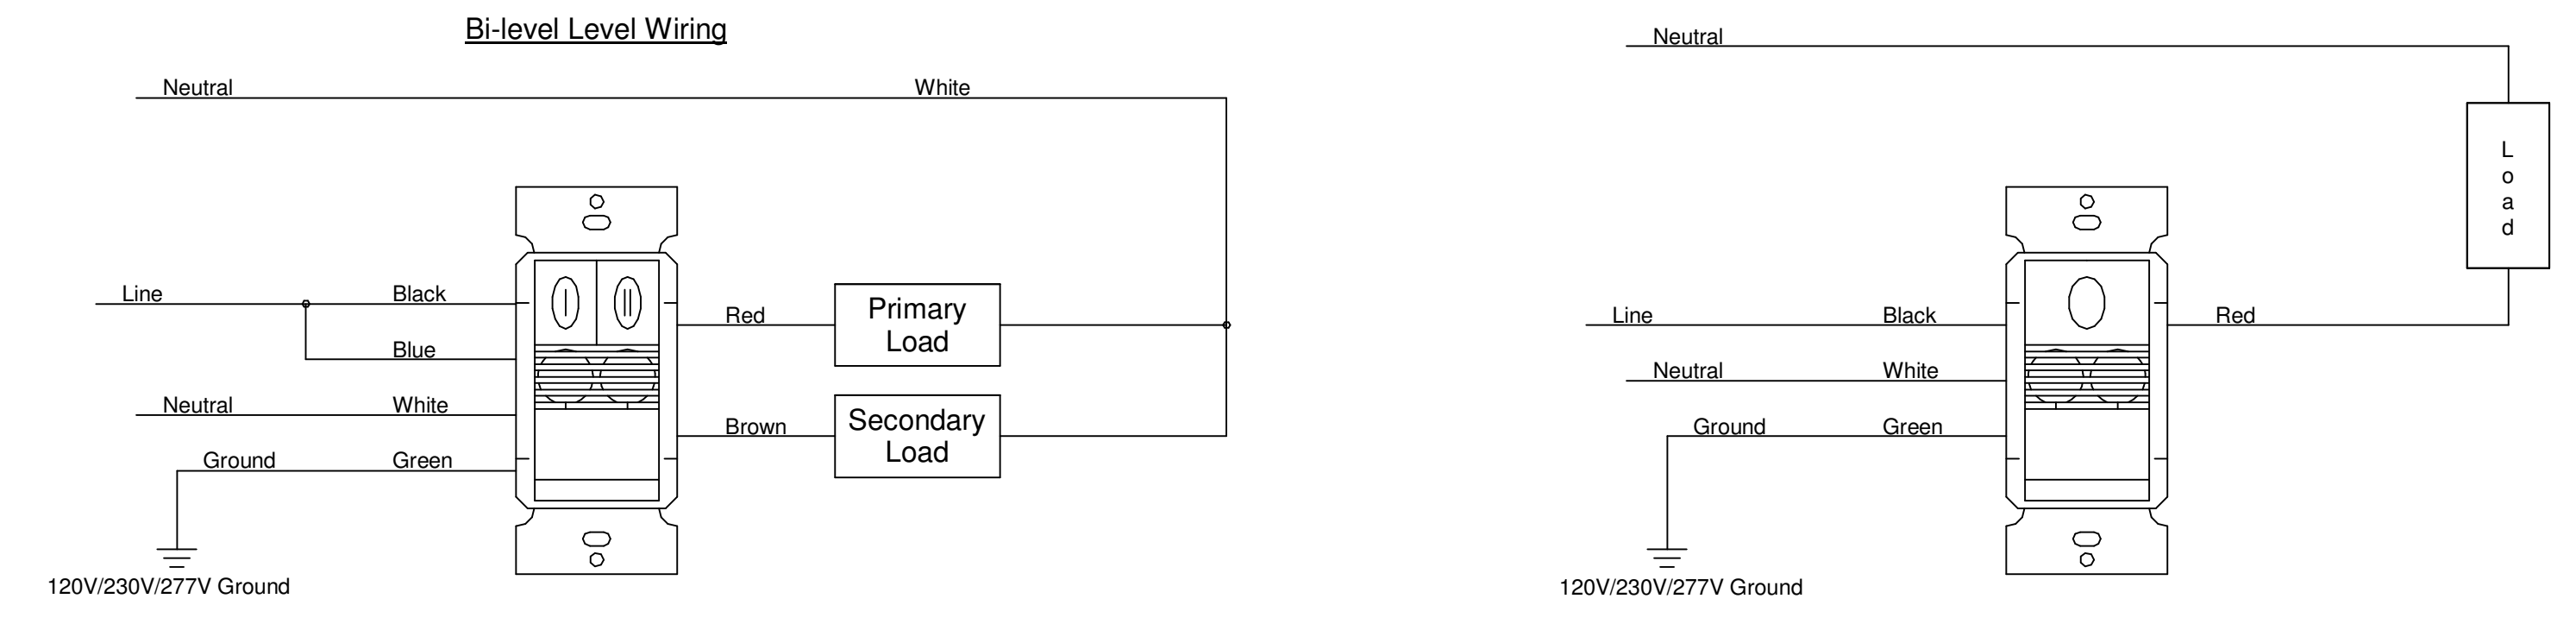 Bi-level Level Wiring
Neutral
White
Line
Black
Blue
Neutral
White
Ground
Green
120V/230V/277V Ground
Red
Primary
Load
Brown
Secondary
Load
Neutral
L
o
a
d
Line
Black
Red
Neutral
White
Ground
Green
120V/230V/277V Ground